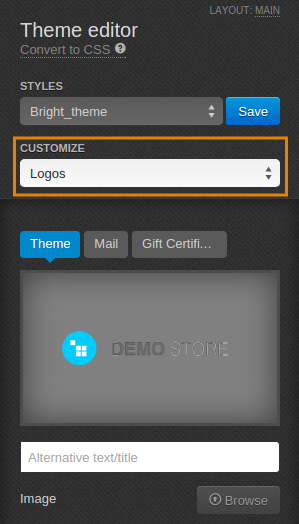 LAYOUT: MAIN
Theme editor
Convert to CSS ?
STYLES
Bright_theme Save
CUSTOMIZE
Logos
Theme Mail Gift Certifi...
DEMO STORE
Alternative text/title
Image Browse